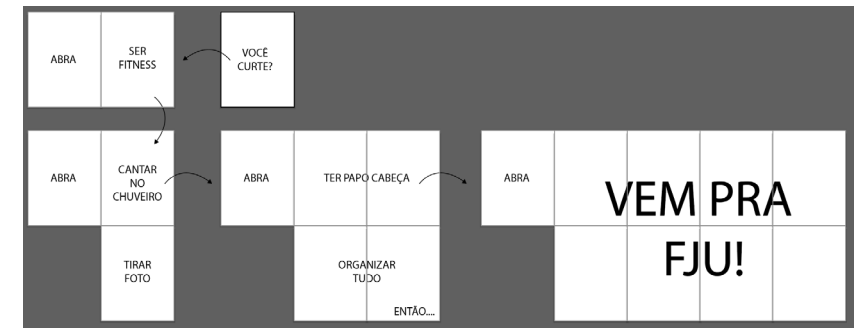 VOCÊ
CURTE?
ABRA
SER
FITNESS
ABRA
CANTAR
NO
CHUVEIRO
TIRAR
FOTO
ABRA
TER PAPO CABEÇA
ORGANIZAR
TUDO
ENTÃO....
ABRA
VEM PRA
FJU!